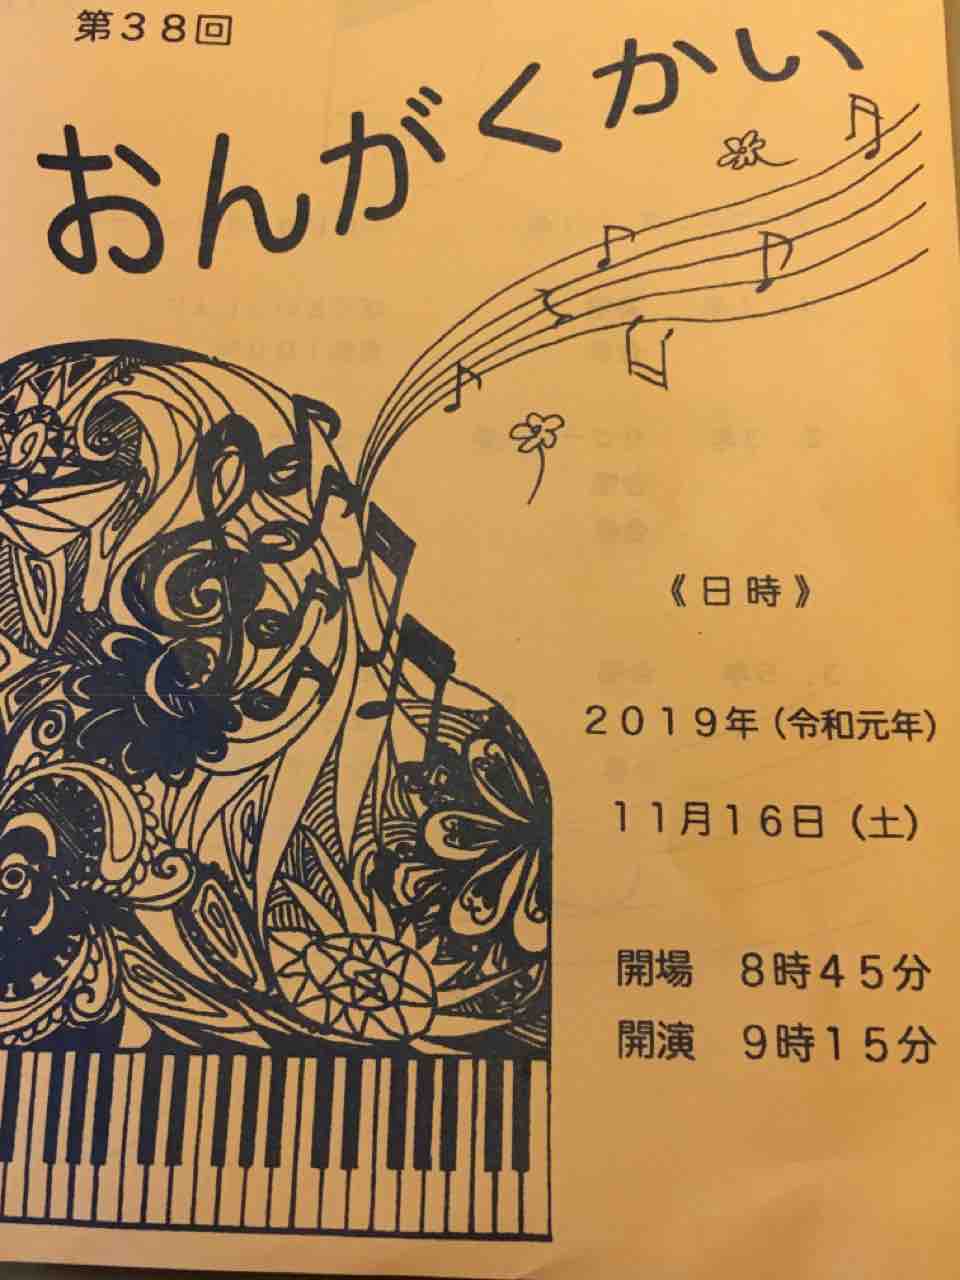 第３８回
おんがくかい
《日時》
２０１９年（令和元年）
１１月１６日（土）
開場　８時４５分
開演　９時１５分